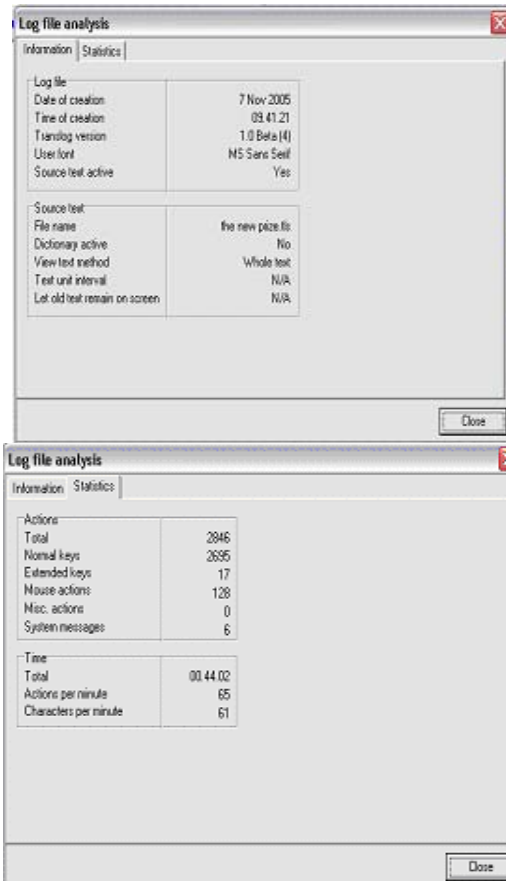 Log file analysis
Information Statistics
Log file
Date of creation 7 Nov 2005
Time of creation 09.41.21
Translog version 1.0 Beta (4)
User font MS Sans Serif
Source text active Yes
Source text
File name the new prize.tls
Dictionary active No
View text method Whole text
Text unit interval N/A
Let old text remain on screen N/A
Close
Log file analysis
Information Statistics
Actions
Total 2846
Normal keys 2695
Extended keys 17
Mouse actions 128
Misc. actions 0
System messages 6
Time
Total 00.44.02
Actions per minute 65
Characters per minute 61
Close